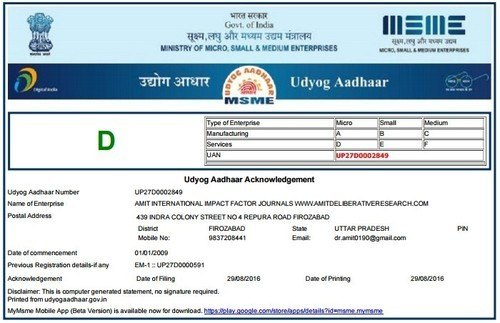 भारत सरकार
Govt. of India
सूक्ष्म, लघु और मध्यम उद्यम मंत्रालय
MINISTRY OF MICRO, SMALL & MEDIUM ENTERPRISES
msme
सूक्ष्म, लघु और मध्यम उद्यम
MICRO, SMALL & MEDIUM ENTERPRISES
Digital India
उद्योग आधार
UDYOG AADHAAR
MSME
Udyog Aadhaar
D
Type of Enterprise Micro Small Medium
Manufacturing A B C
Services D E F
UAN UP27D0002849
Udyog Aadhaar Acknowledgement
Udyog Aadhaar Number UP27D0002849
Name of Enterprise AMIT INTERNATIONAL IMPACT FACTOR JOURNALS WWW.AMITDELIBERATIVERESEARCH.COM
Postal Address 439 INDRA COLONY STREET NO 4 REPURA ROAD FIROZABAD
District FIROZABAD State UTTAR PRADESH PIN
Mobile No: 9837208441 Email: dr.amit0190@gmail.com
Date of commencement 01/01/2009
Previous Registration details-if any EM-1 :: UP27D0000591
Acknowledgement Date of Filing 29/08/2016 Date of Printing 29/08/2016
Disclaimer: This is computer generated statement, no signature required.
Printed from udyogaadhaar.gov.in
MyMsme Mobile App (Beta Version) is available now for download. https://play.google.com/store/apps/details?id=msme.mymsme